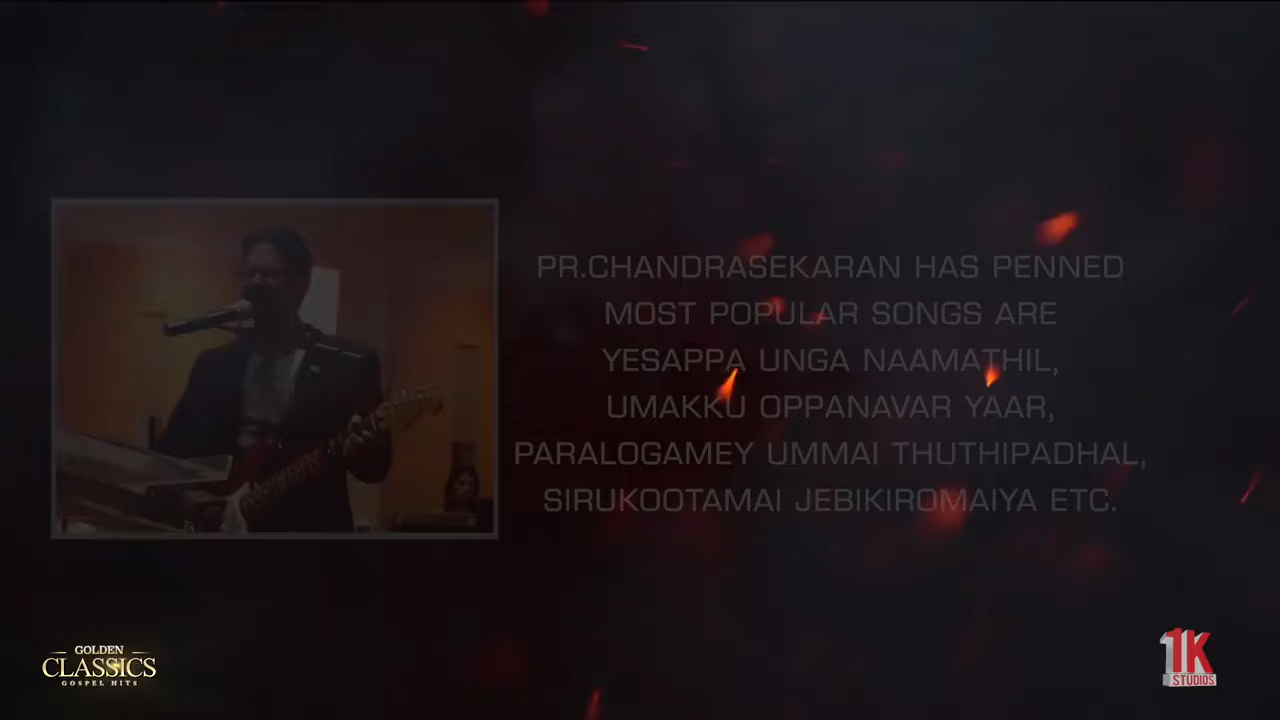 PR.CHANDRASEKARAN HAS PENNED
MOST POPULAR SONGS ARE
YESAPPA UNGA NAAMATHIL,
UMAKKU OPPANAVAR YAAR,
PARALOGAMEY UMMAI THUTHIPADHAL,
SIRUKOOTAMAI JEBIKIROMAIYA ETC.
GOLDEN
CLASSICS
GOSPEL HITS
1K
STUDIOS